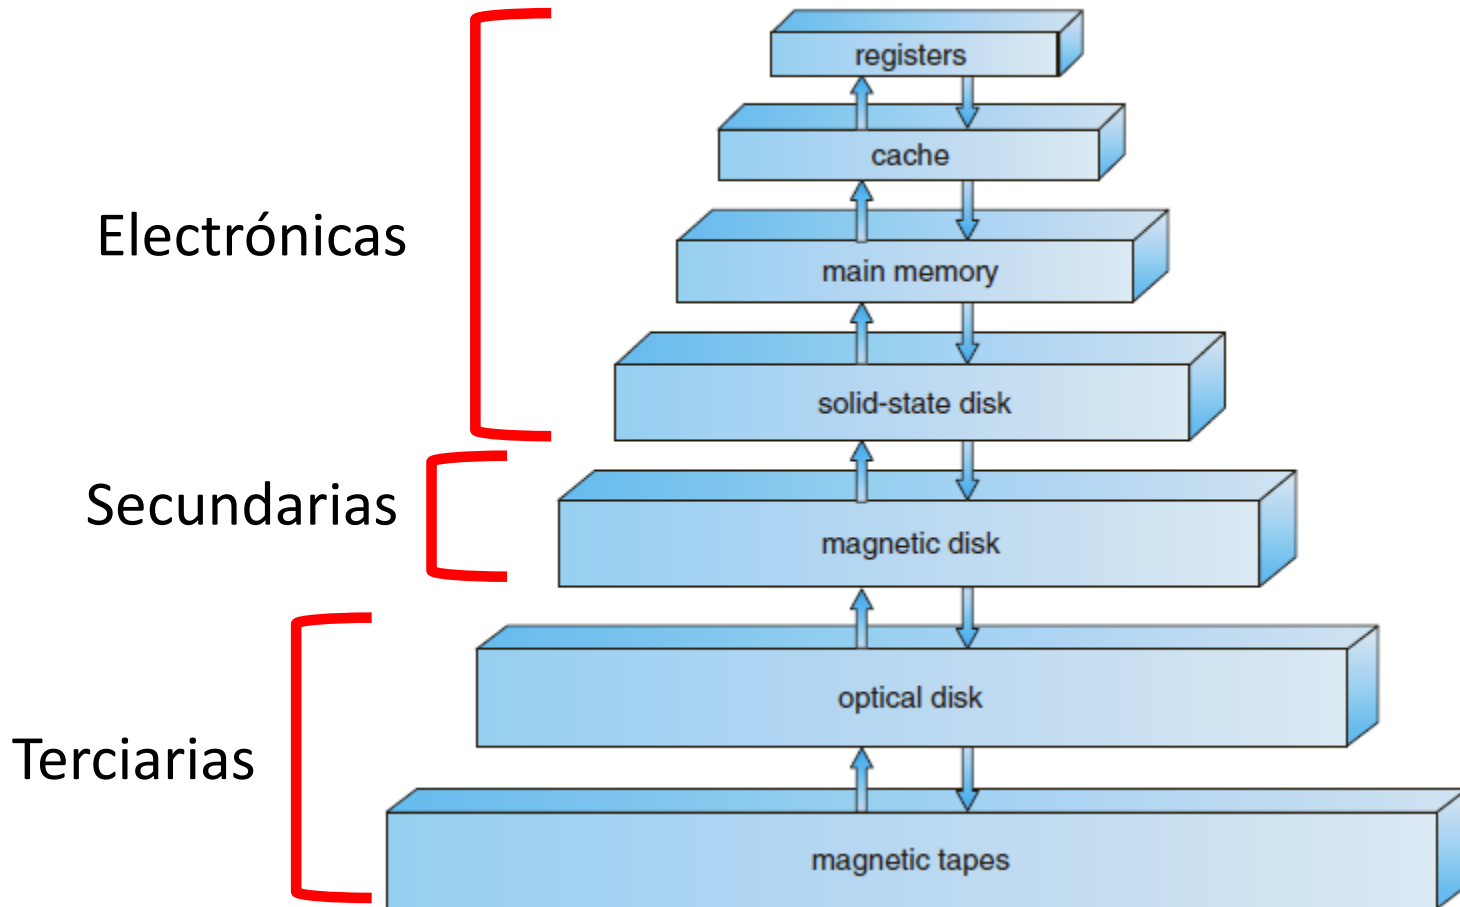 registers
cache
Electrónicas
main memory
solid-state disk
Secundarias
magnetic disk
optical disk
Terciarias
magnetic tapes